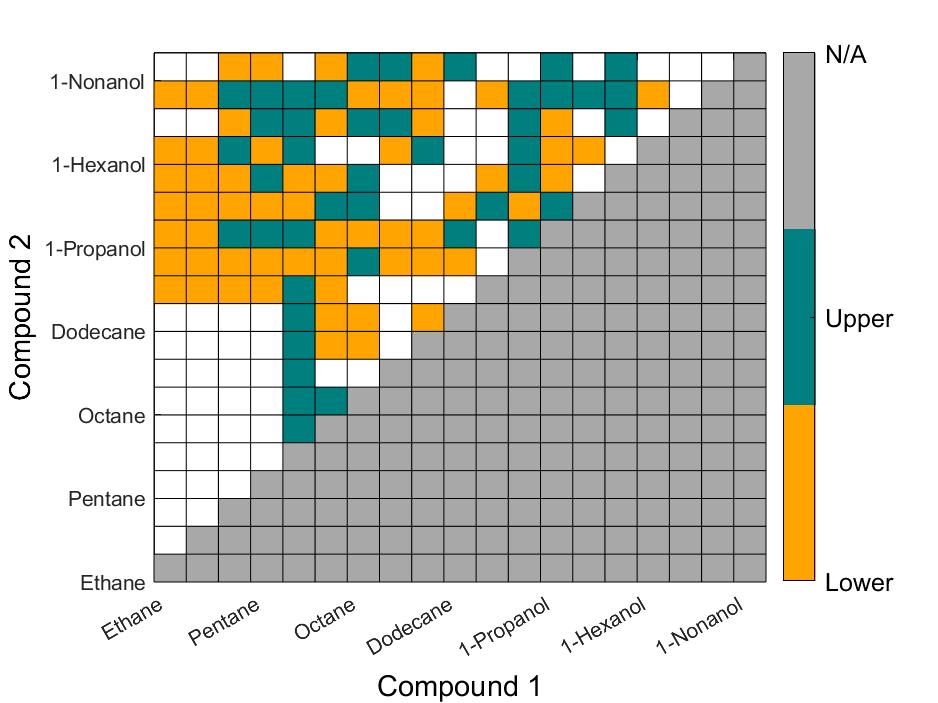 N/A
1-Nonanol
1-Hexanol
1-Propanol
Dodecane
Octane
Pentane
Ethane
Compound 2
Upper
Lower
Ethane
Pentane
Octane
Dodecane
1-Propanol
1-Hexanol
1-Nonanol
Compound 1